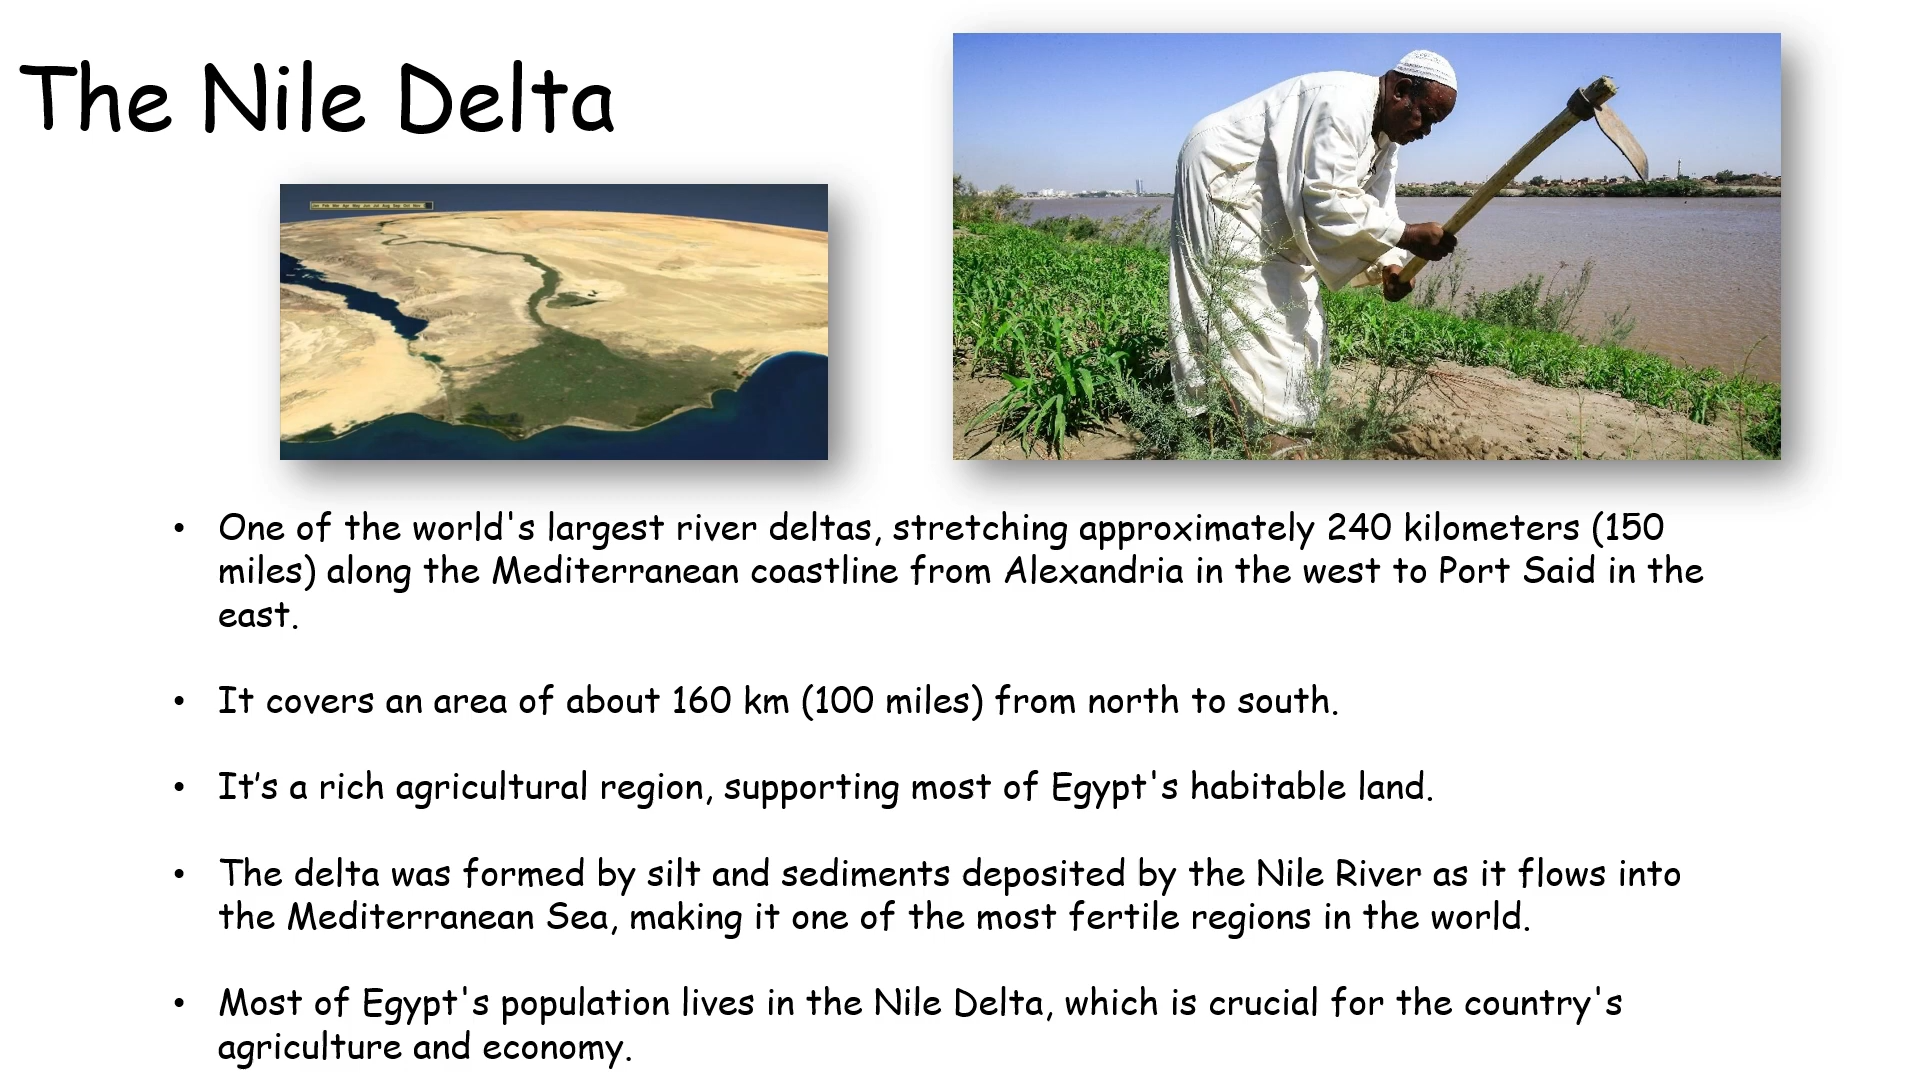 The Nile Delta
• One of the world's largest river deltas, stretching approximately 240 kilometers (150
miles) along the Mediterranean coastline from Alexandria in the west to Port Said in the
east.
• It covers an area of about 160 km (100 miles) from north to south.
• It’s a rich agricultural region, supporting most of Egypt's habitable land.
• The delta was formed by silt and sediments deposited by the Nile River as it flows into
the Mediterranean Sea, making it one of the most fertile regions in the world.
• Most of Egypt's population lives in the Nile Delta, which is crucial for the country's
agriculture and economy.